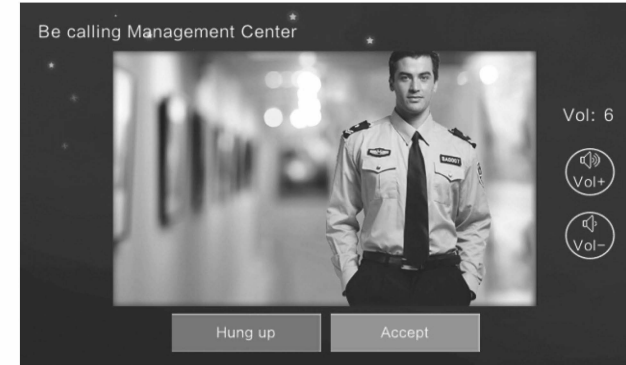 Be calling Management Center
Vol: 6
Vol+
Vol-
Hung up
Accept